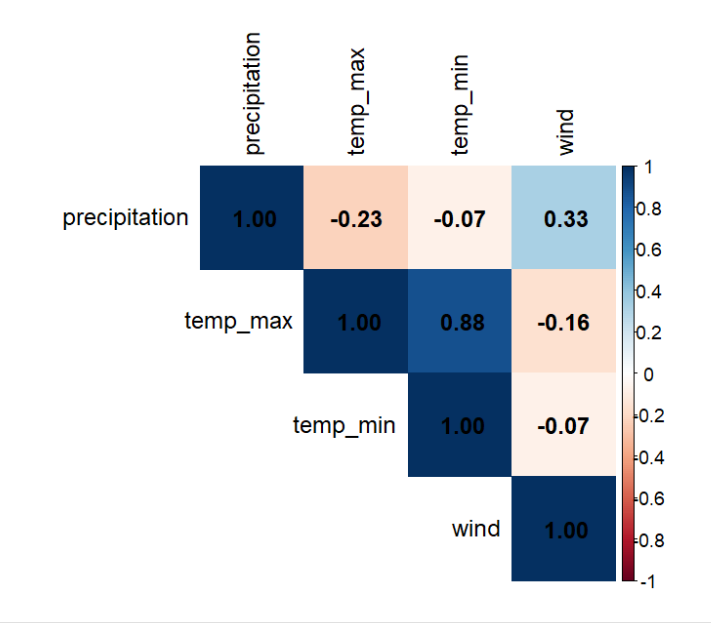 precipitation temp_max temp_min wind
precipitation 1.00 -0.23 -0.07 0.33
temp_max 1.00 0.88 -0.16
temp_min 1.00 -0.07
wind 1.00
1
0.8
0.6
0.4
0.2
0
-0.2
-0.4
-0.6
-0.8
-1